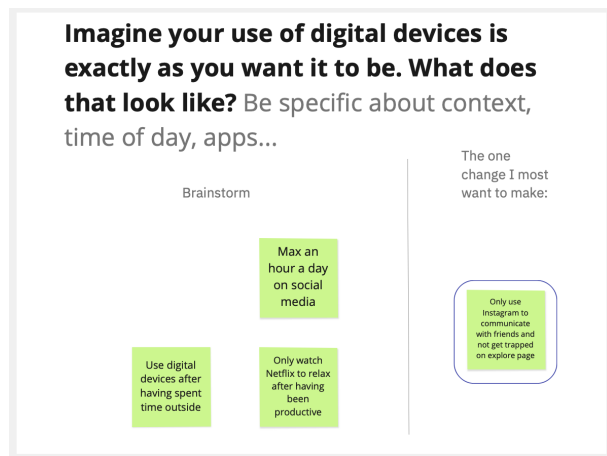 Imagine your use of digital devices is
exactly as you want it to be. What does
that look like? Be specific about context,
time of day, apps...
Brainstorm
Max an
hour a day
on social
media
Use digital
devices after
having spent
time outside
Only watch
Netflix to relax
after having
been
productive
The one
change I most
want to make:
Only use
Instagram to
communicate
with friends and
not get trapped
on explore page